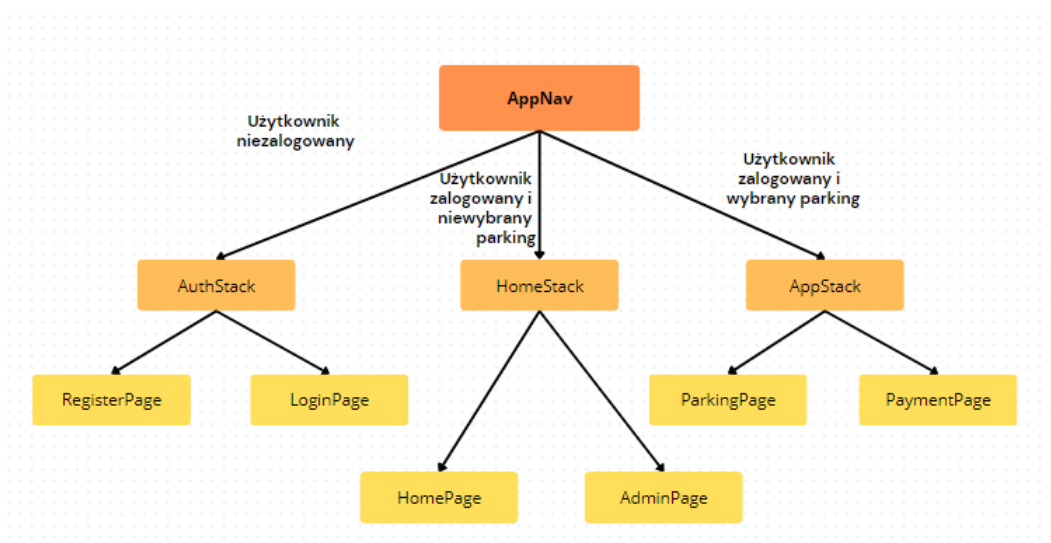 AppNav
Użytkownik
niezalogowany
Użytkownik
zalogowany i
niewybrany
parking
Użytkownik
zalogowany i
wybrany parking
AuthStack
HomeStack
AppStack
RegisterPage
LoginPage
ParkingPage
PaymentPage
HomePage
AdminPage